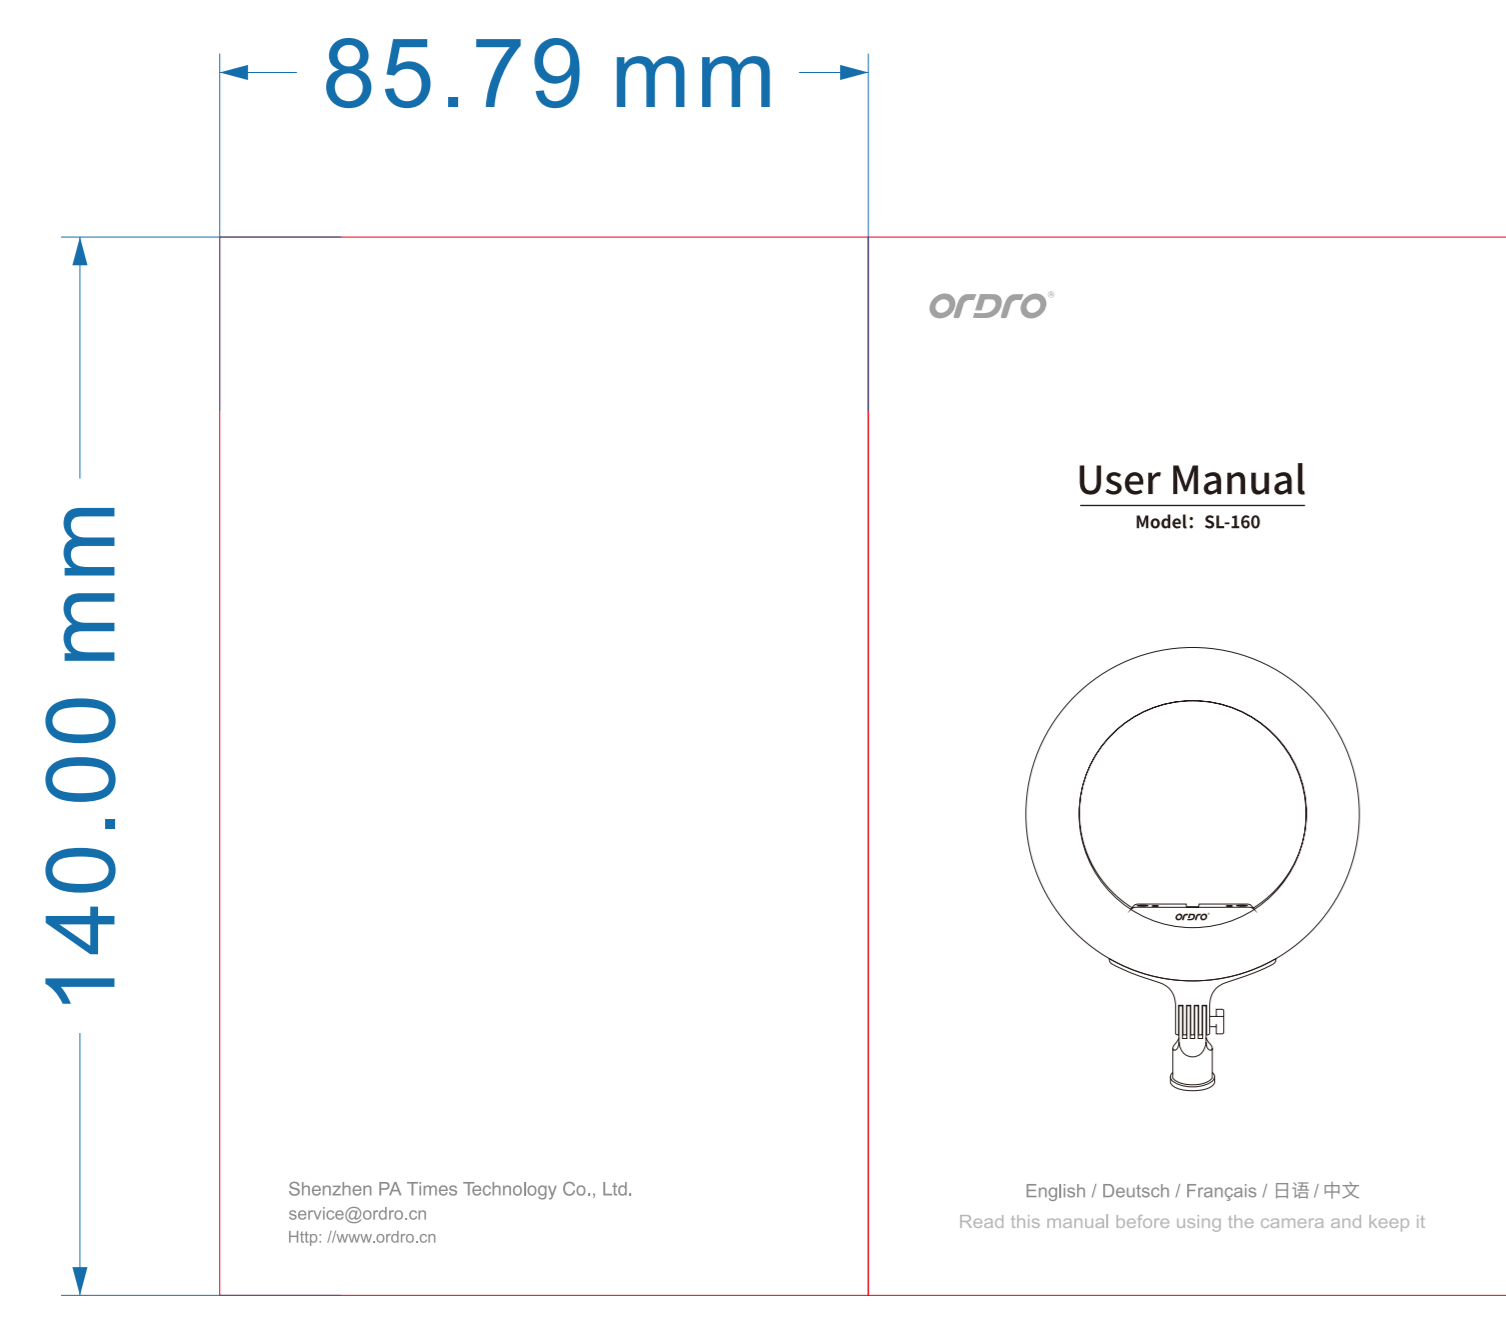 85.79 mm
140.00 mm
ordro®
User Manual
Model：SL-160
ordro
Shenzhen PA Times Technology Co., Ltd.
service@ordro.cn
Http: //www.ordro.cn
English / Deutsch / Français / 日语 / 中文
Read this manual before using the camera and keep it